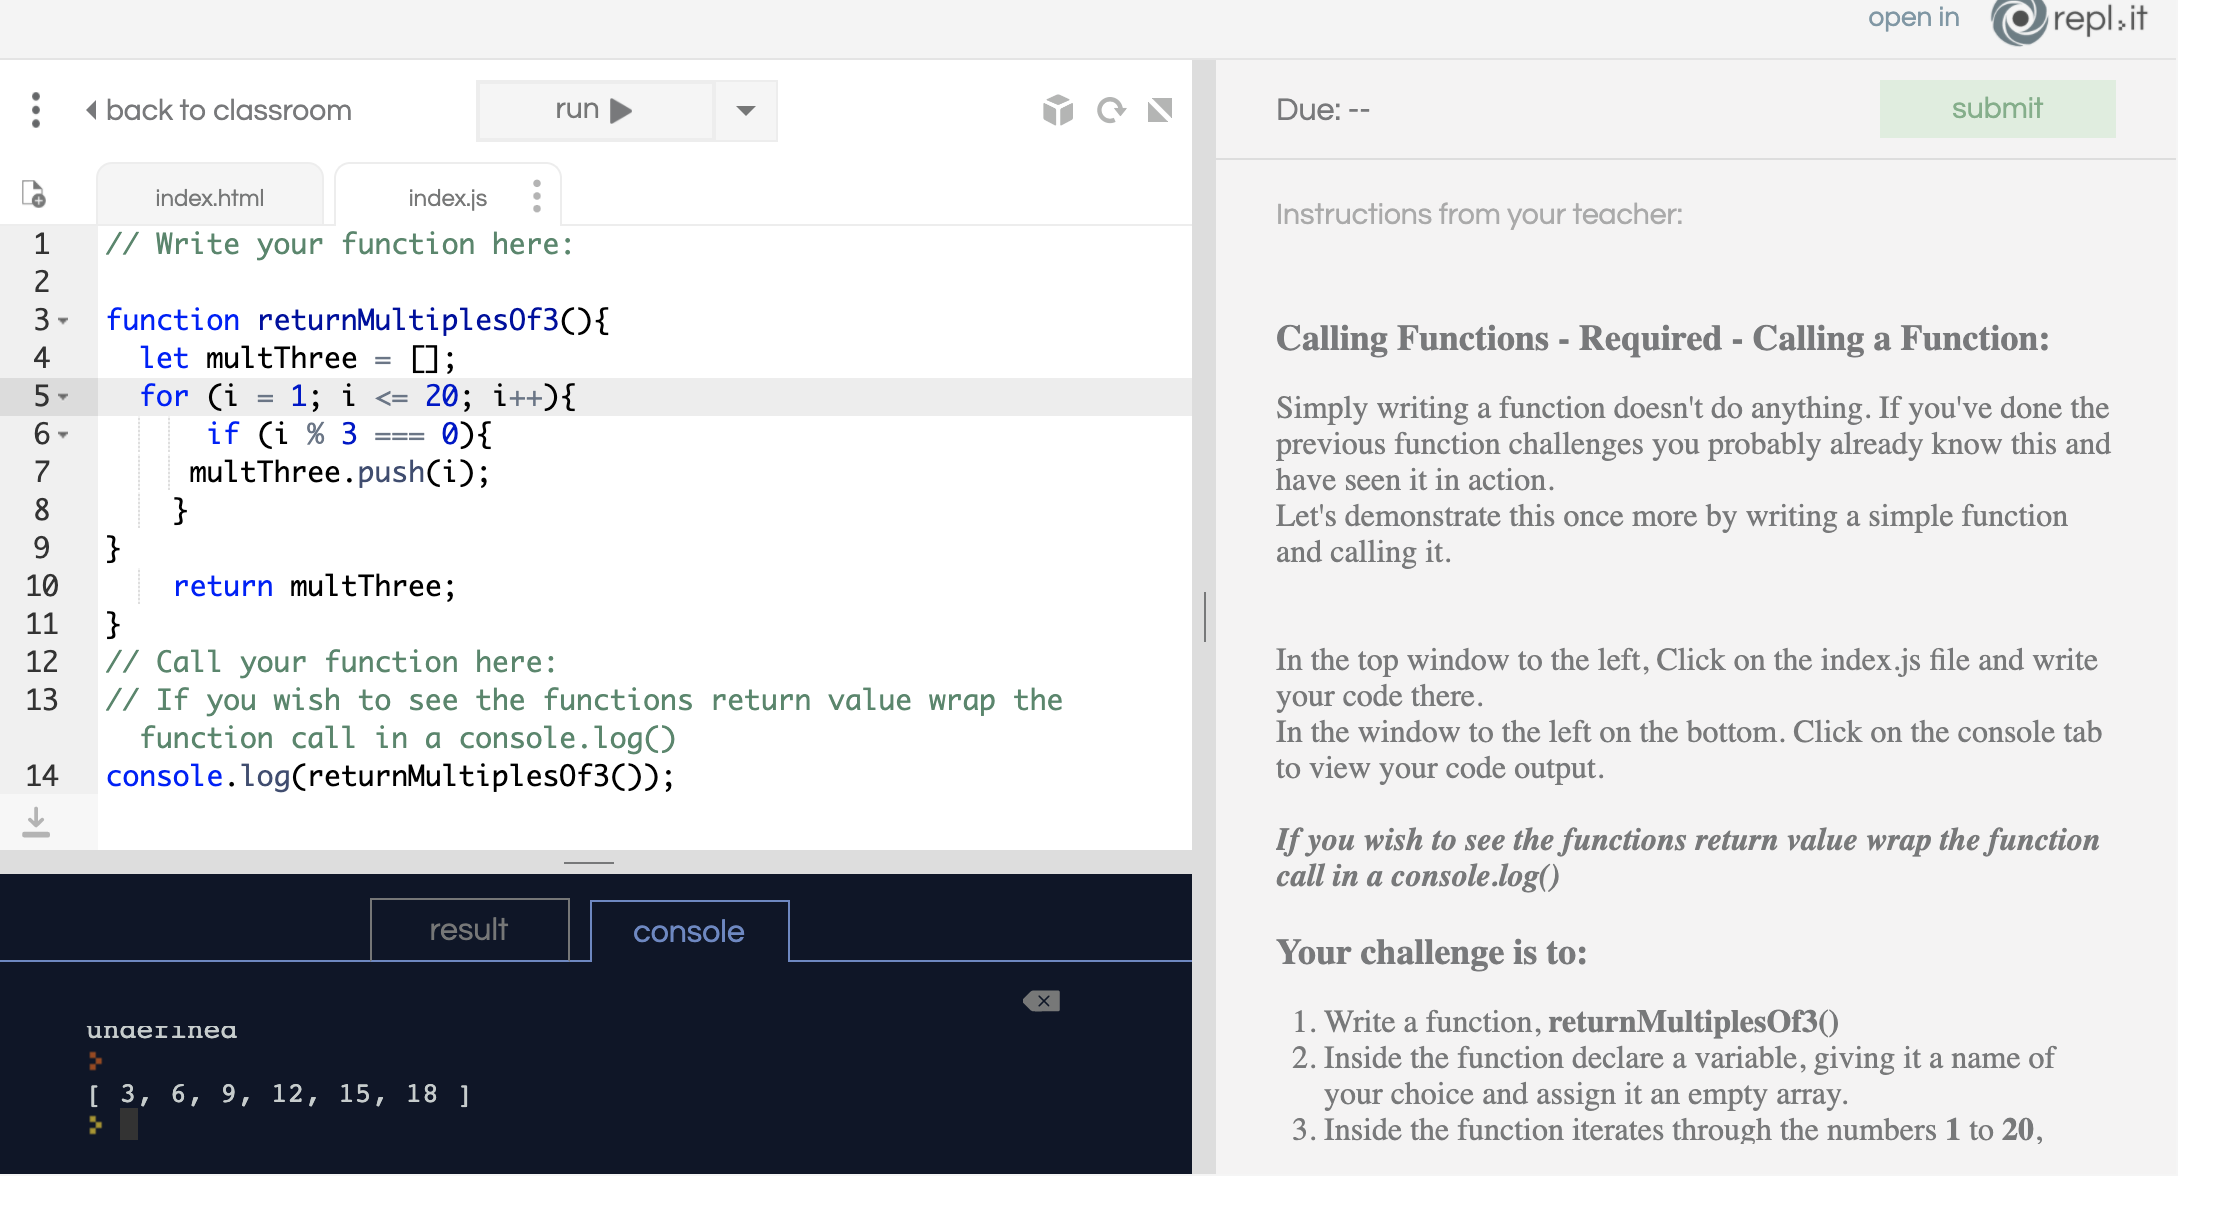 open in repl.it
back to classroom
run
Due: --
submit
index.html
index.js
1 // Write your function here:
2
3 function returnMultiplesOf3(){
4 let multThree = [];
5 for (i = 1; i <= 20; i++){
6 if (i % 3 === 0){
7 multThree.push(i);
8 }
9 }
10 return multThree;
11 }
12 // Call your function here:
13 // If you wish to see the functions return value wrap the
function call in a console.log()
14 console.log(returnMultiplesOf3());
result
console
undefined
[ 3, 6, 9, 12, 15, 18 ]
Instructions from your teacher:
Calling Functions - Required - Calling a Function:
Simply writing a function doesn't do anything. If you've done the
previous function challenges you probably already know this and
have seen it in action.
Let's demonstrate this once more by writing a simple function
and calling it.
In the top window to the left, Click on the index.js file and write
your code there.
In the window to the left on the bottom. Click on the console tab
to view your code output.
If you wish to see the functions return value wrap the function
call in a console.log()
Your challenge is to:
1. Write a function, returnMultiplesOf3()
2. Inside the function declare a variable, giving it a name of
your choice and assign it an empty array.
3. Inside the function iterates through the numbers 1 to 20,